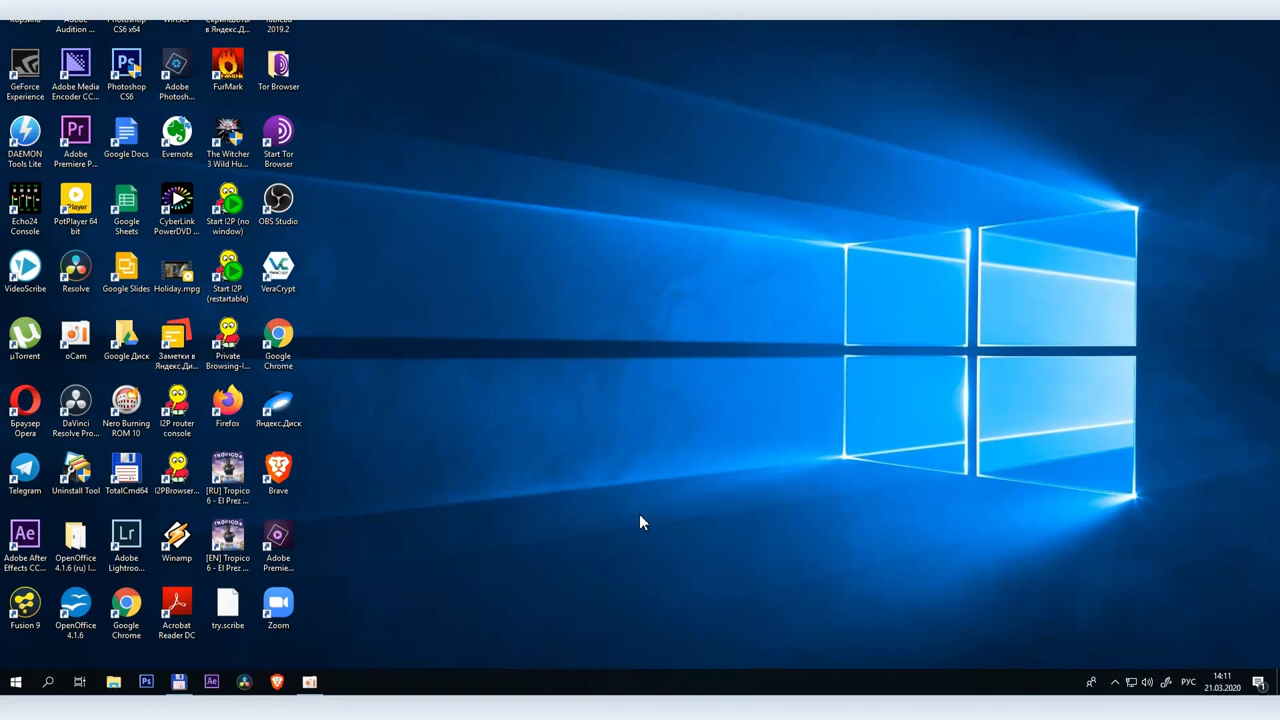 Корзина
Adobe
Audition ...
Photoshop
CS6 x64
WinSCP
Скриншоты
в Яндекс.Д...
2019.2
GeForce
Experience
Adobe Media
Encoder CC...
Photoshop
CS6
Adobe
Photosh...
FurMark
Tor Browser
DAEMON
Tools Lite
Adobe
Premiere P...
Google Docs
Evernote
The Witcher
3 Wild Hu...
Start Tor
Browser
Echo24
Console
PotPlayer 64
bit
Google
Sheets
CyberLink
PowerDVD ...
Start I2P (no
window)
OBS Studio
VideoScribe
Resolve
Google Slides
Holiday.mpg
Start I2P
(restartable)
VeraCrypt
µTorrent
oCam
Google Диск
Заметки в
Яндекс.Ди...
Private
Browsing-I...
Google
Chrome
Браузер
Opera
DaVinci
Resolve Pro...
Nero Burning
ROM 10
I2P router
console
Firefox
Яндекс.Диск
Telegram
Uninstall Tool
TotalCmd64
I2PBrowser...
[RU] Tropico
6 - El Prez ...
Brave
Adobe After
Effects CC...
OpenOffice
4.1.6 (ru) I...
Adobe
Lightroo...
Winamp
[EN] Tropico
6 - El Prez ...
Adobe
Premie...
Fusion 9
OpenOffice
4.1.6
Google
Chrome
Acrobat
Reader DC
try.scribe
Zoom
РУС
14:11
21.03.2020